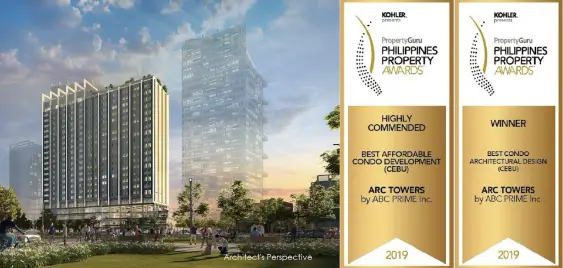 Architect's Perspective
KOHLER.
presents
PropertyGuru
PHILIPPINES
PROPERTY
AWARDS
HIGHLY
COMMENDED
BEST AFFORDABLE
CONDO DEVELOPMENT
(CEBU)
ARC TOWERS
by ABC PRIME Inc.
2019
KOHLER.
presents
PropertyGuru
PHILIPPINES
PROPERTY
AWARDS
WINNER
BEST CONDO
ARCHITECTURAL DESIGN
(CEBU)
ARC TOWERS
by ABC PRIME Inc
2019